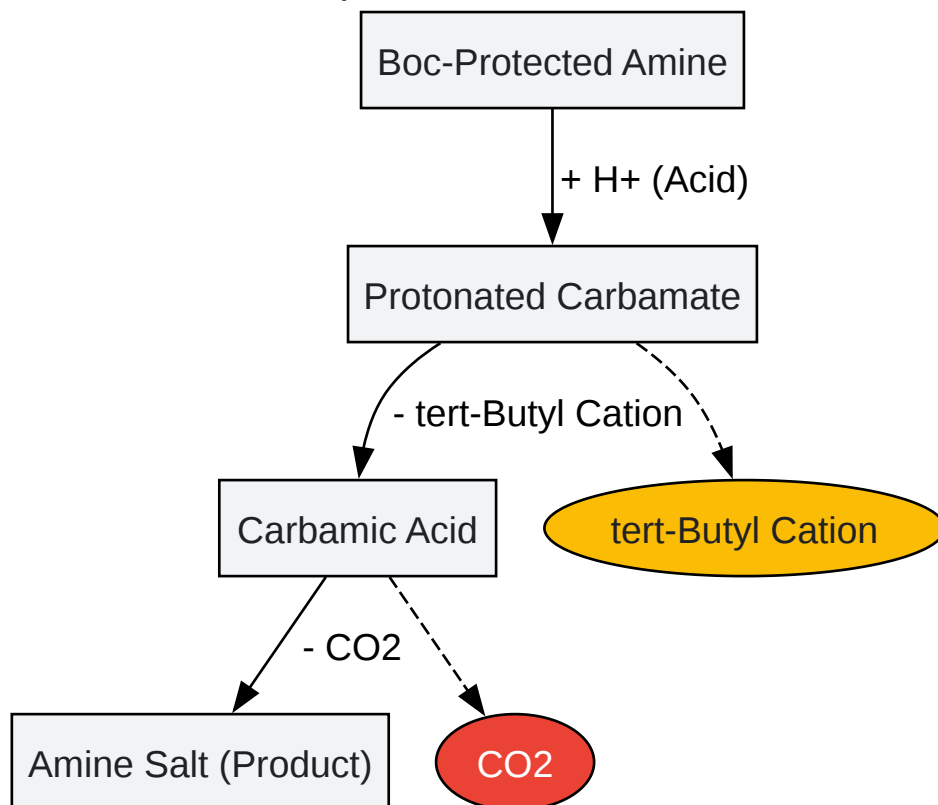 Boc-Protected Amine
+ H+ (Acid)
Protonated Carbamate
- tert-Butyl Cation
Carbamic Acid
tert-Butyl Cation
- CO2
Amine Salt (Product)
CO2